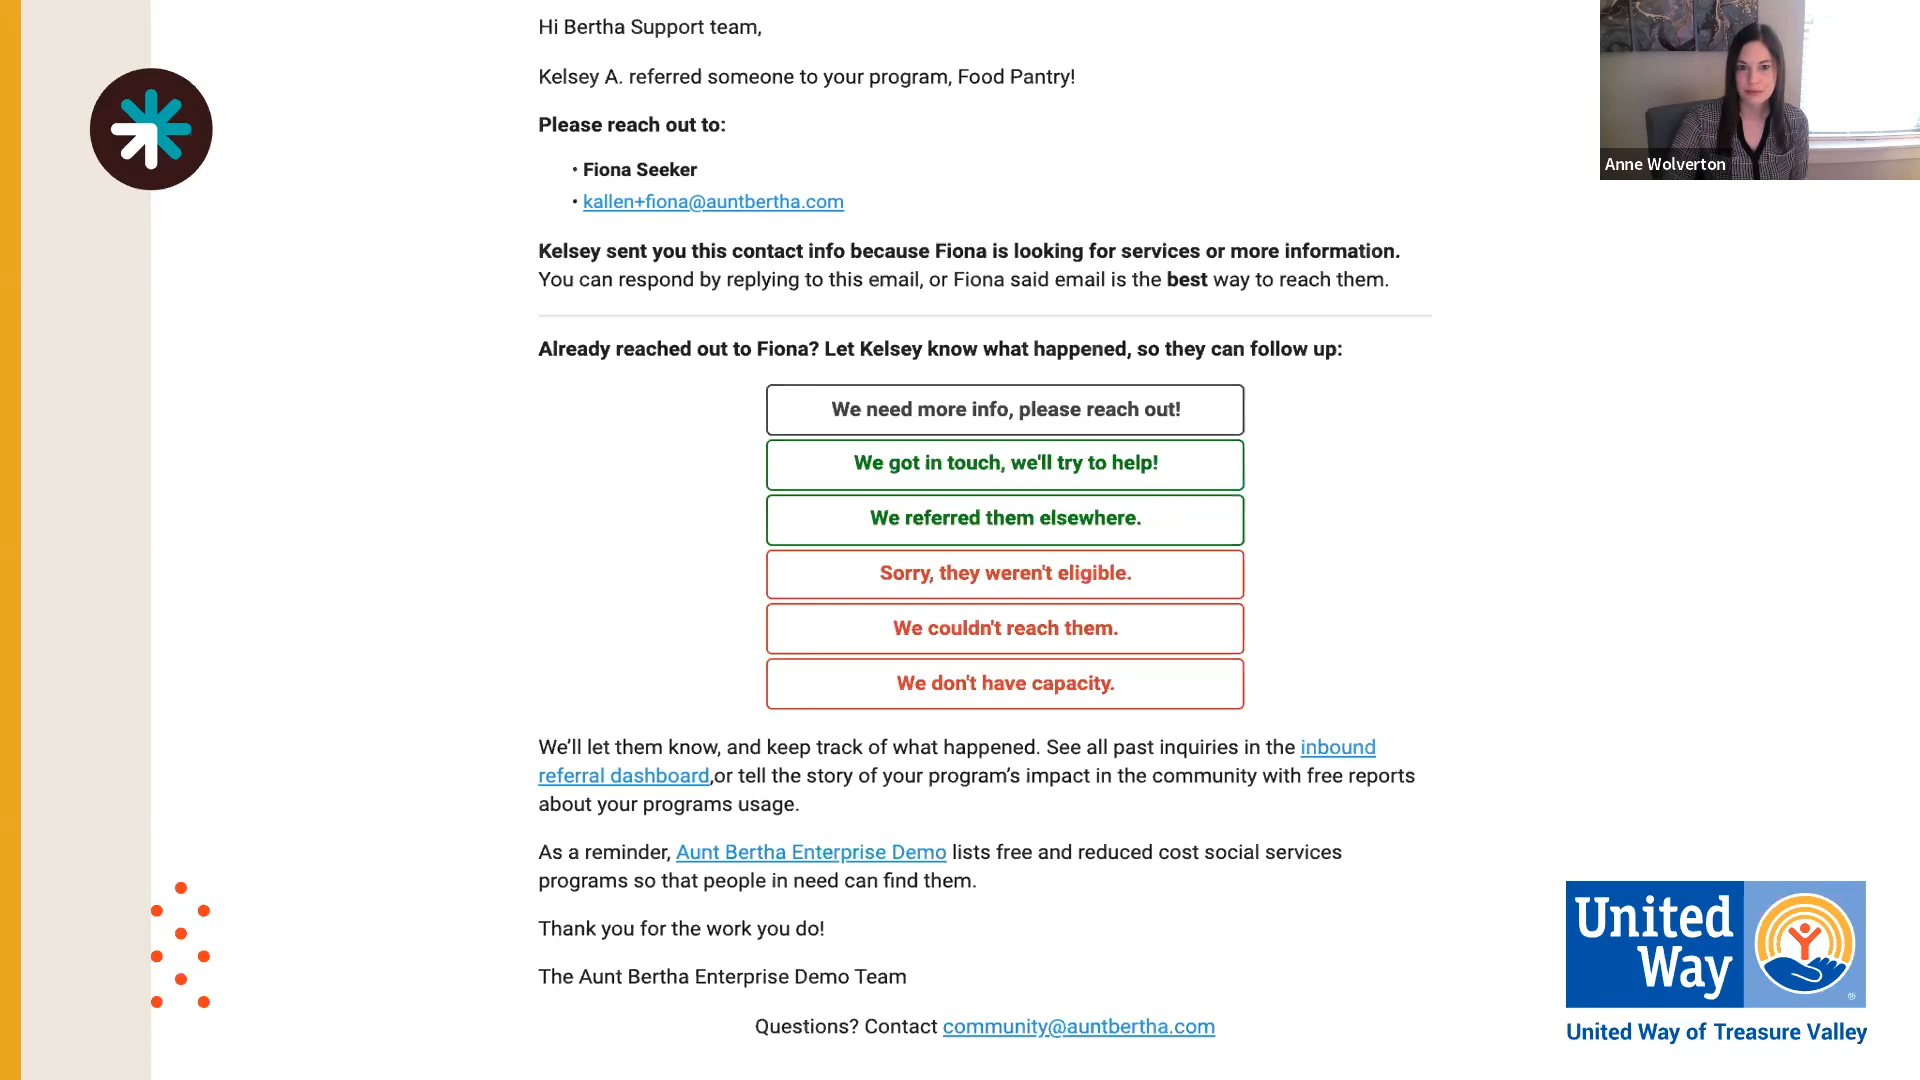 Hi Bertha Support team,
Kelsey A. referred someone to your program, Food Pantry!
Please reach out to:
• Fiona Seeker
• kallen+fiona@auntbertha.com
Kelsey sent you this contact info because Fiona is looking for services or more information.
You can respond by replying to this email, or Fiona said email is the best way to reach them.
Already reached out to Fiona? Let Kelsey know what happened, so they can follow up:
We need more info, please reach out!
We got in touch, we'll try to help!
We referred them elsewhere.
Sorry, they weren't eligible.
We couldn't reach them.
We don't have capacity.
We’ll let them know, and keep track of what happened. See all past inquiries in the inbound
referral dashboard,or tell the story of your program’s impact in the community with free reports
about your programs usage.
As a reminder, Aunt Bertha Enterprise Demo lists free and reduced cost social services
programs so that people in need can find them.
Thank you for the work you do!
The Aunt Bertha Enterprise Demo Team
Questions? Contact community@auntbertha.com
Anne Wolverton
United
Way
®
United Way of Treasure Valley